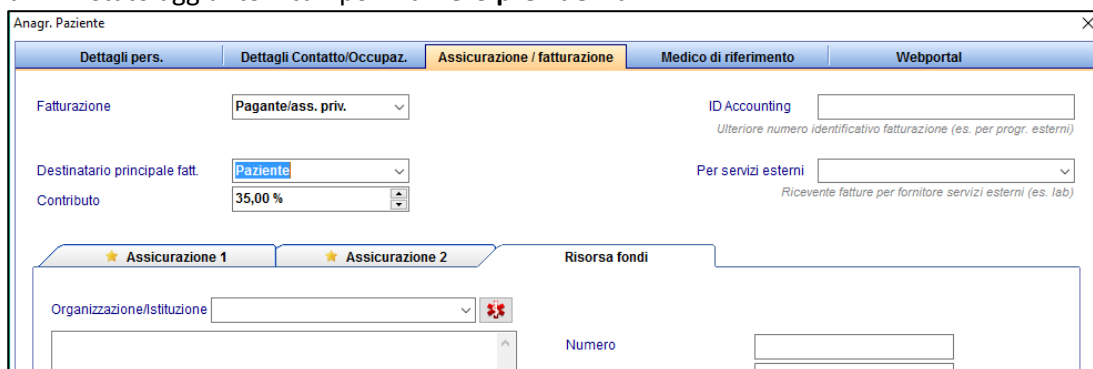 Anagr. Paziente
Dettagli pers. Dettagli Contatto/Occupaz. Assicurazione / fatturazione Medico di riferimento Webportal
Fatturazione Pagante/ass. priv. ID Accounting
Ulteriore numero identificativo fatturazione (es. per progr. esterni)
Destinatario principale fatt. Paziente Per servizi esterni
Contributo 35,00 % Ricevente fatture per fornitore servizi esterni (es. lab)
Assicurazione 1 Assicurazione 2 Risorsa fondi
Organizzazione/Istituzione
Numero